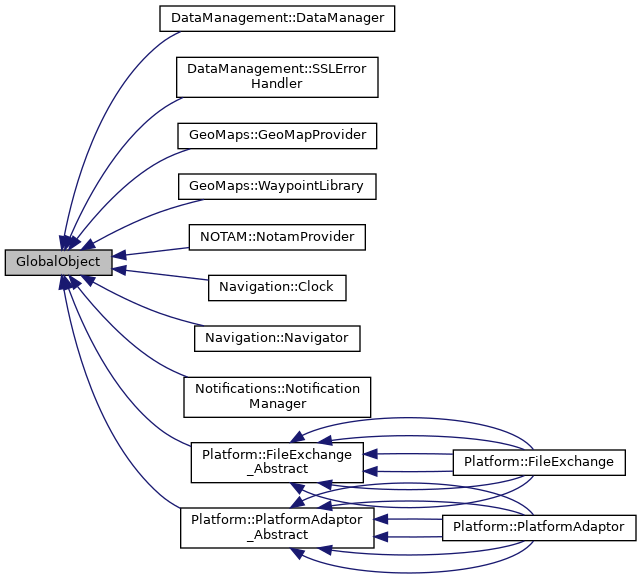 DataManagement::DataManager
DataManagement::SSLError
Handler
GeoMaps::GeoMapProvider
GeoMaps::WaypointLibrary
NOTAM::NotamProvider
GlobalObject
Navigation::Clock
Navigation::Navigator
Notifications::Notification
Manager
Platform::FileExchange
_Abstract
Platform::FileExchange
Platform::PlatformAdaptor
_Abstract
Platform::PlatformAdaptor